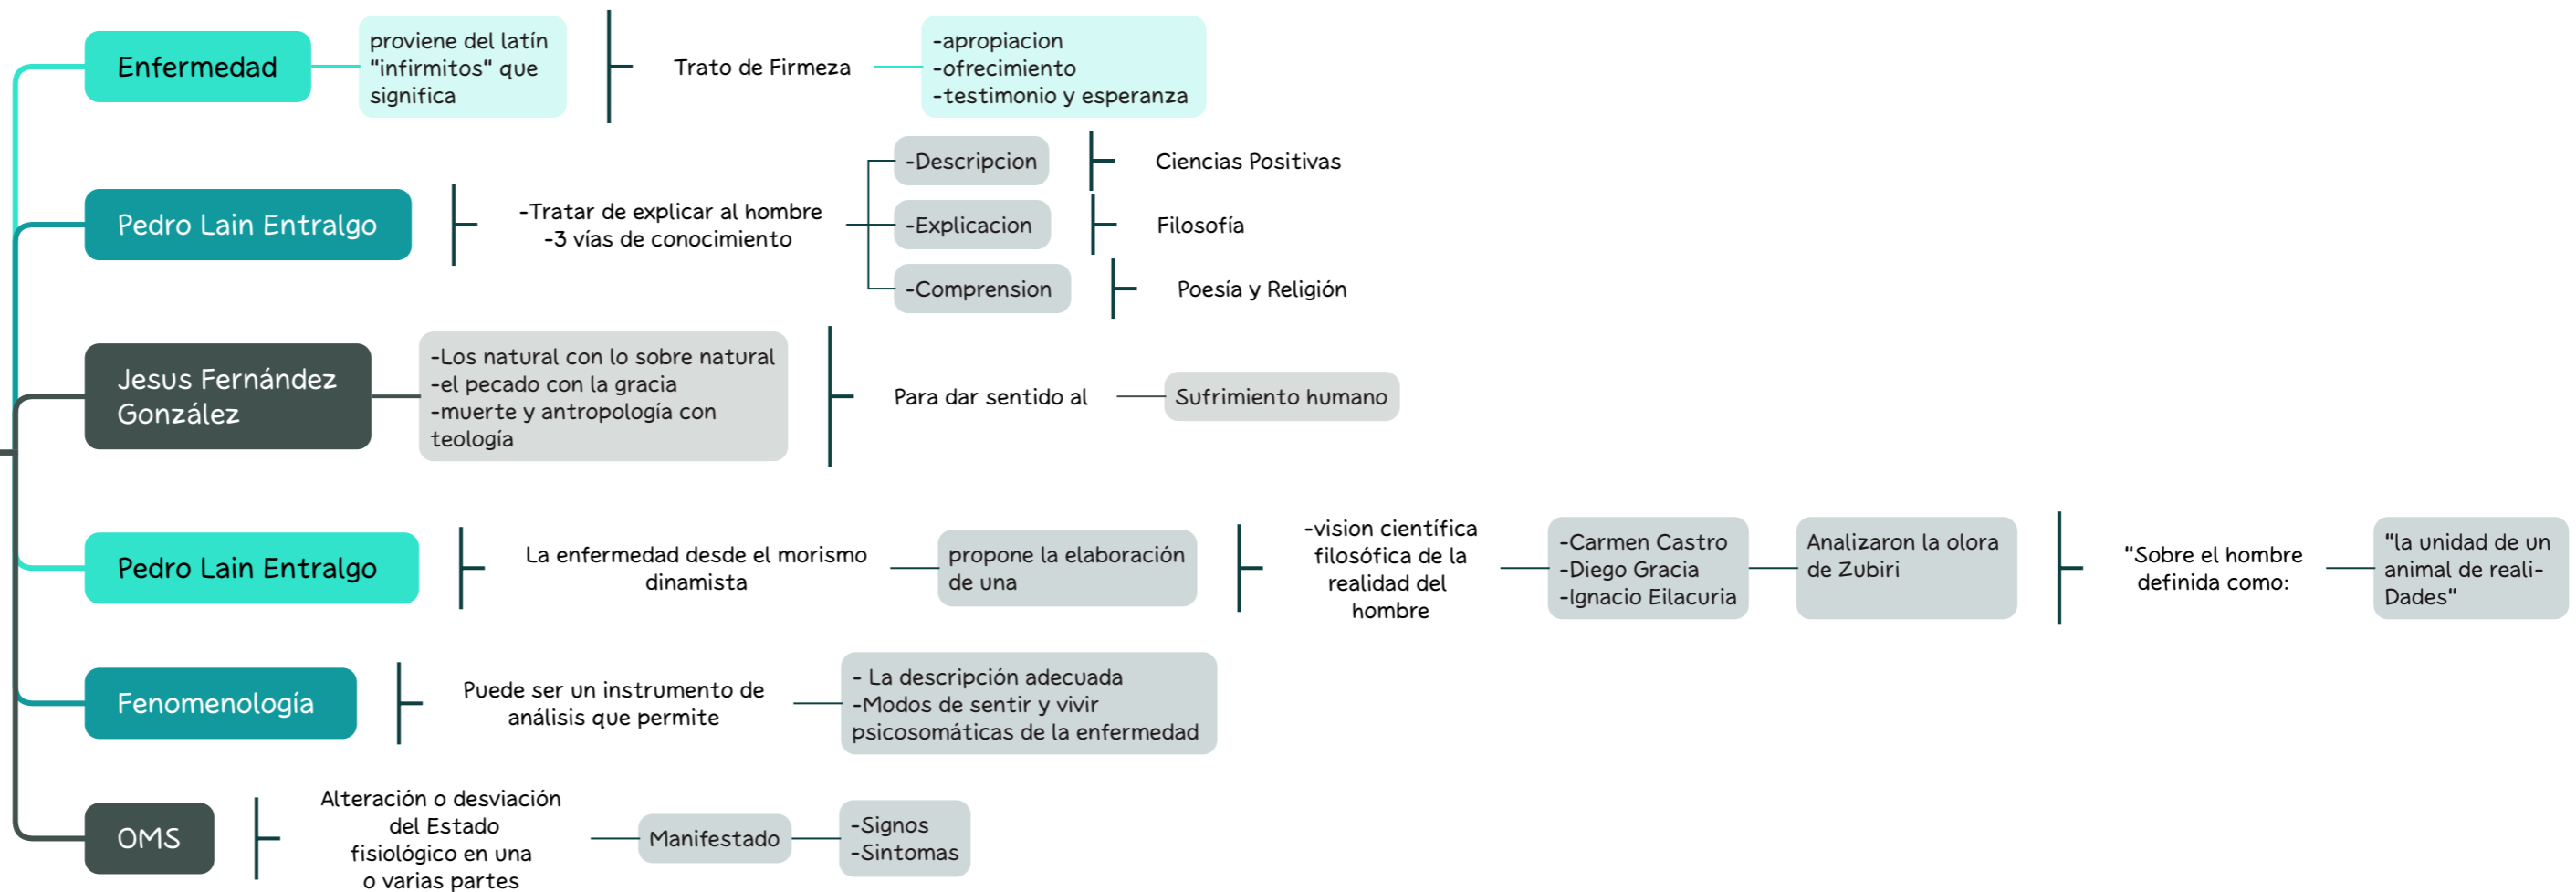 Enfermedad
proviene del latín
"infirmitos" que
significa
Trato de Firmeza
-apropiacion
-ofrecimiento
-testimonio y esperanza
Pedro Lain Entralgo
-Tratar de explicar al hombre
-3 vías de conocimiento
-Descripcion
Ciencias Positivas
-Explicacion
Filosofía
-Comprension
Poesía y Religión
Jesus Fernández
González
-Los natural con lo sobre natural
-el pecado con la gracia
-muerte y antropología con
teología
Para dar sentido al
Sufrimiento humano
Pedro Lain Entralgo
La enfermedad desde el morismo
dinamista
propone la elaboración
de una
-vision científica
filosófica de la
realidad del
hombre
-Carmen Castro
-Diego Gracia
-Ignacio Eilacuria
Analizaron la olora
de Zubiri
"Sobre el hombre
definida como:
"la unidad de un
animal de reali-
Dades"
Fenomenología
Puede ser un instrumento de
análisis que permite
- La descripción adecuada
-Modos de sentir y vivir
psicosomáticas de la enfermedad
OMS
Alteración o desviación
del Estado
fisiológico en una
o varias partes
Manifestado
-Signos
-Sintomas